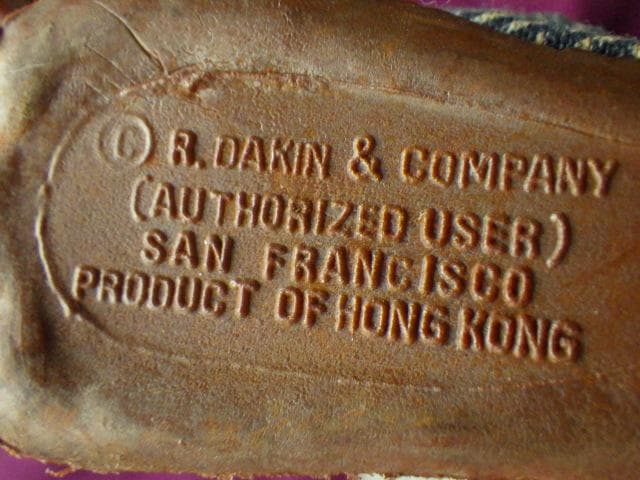 © R. DAKIN & COMPANY
(AUTHORIZED USER)
SAN FRANCISCO
PRODUCT OF HONG KONG